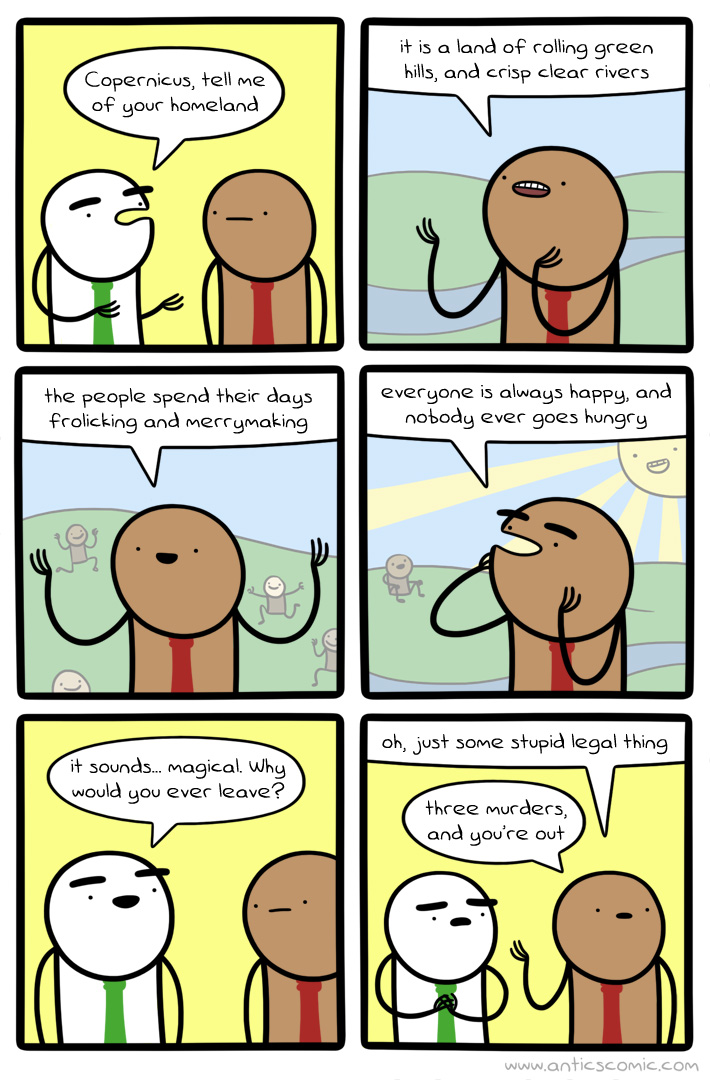 Copernicus, tell me
of your homeland
it is a land of rolling green
hills, and crisp clear rivers
the people spend their days
frolicking and merrymaking
everyone is always happy, and
nobody ever goes hungry
it sounds... magical. Why
would you ever leave?
oh, just some stupid legal thing
three murders,
and you're out
www.anticscomic.com